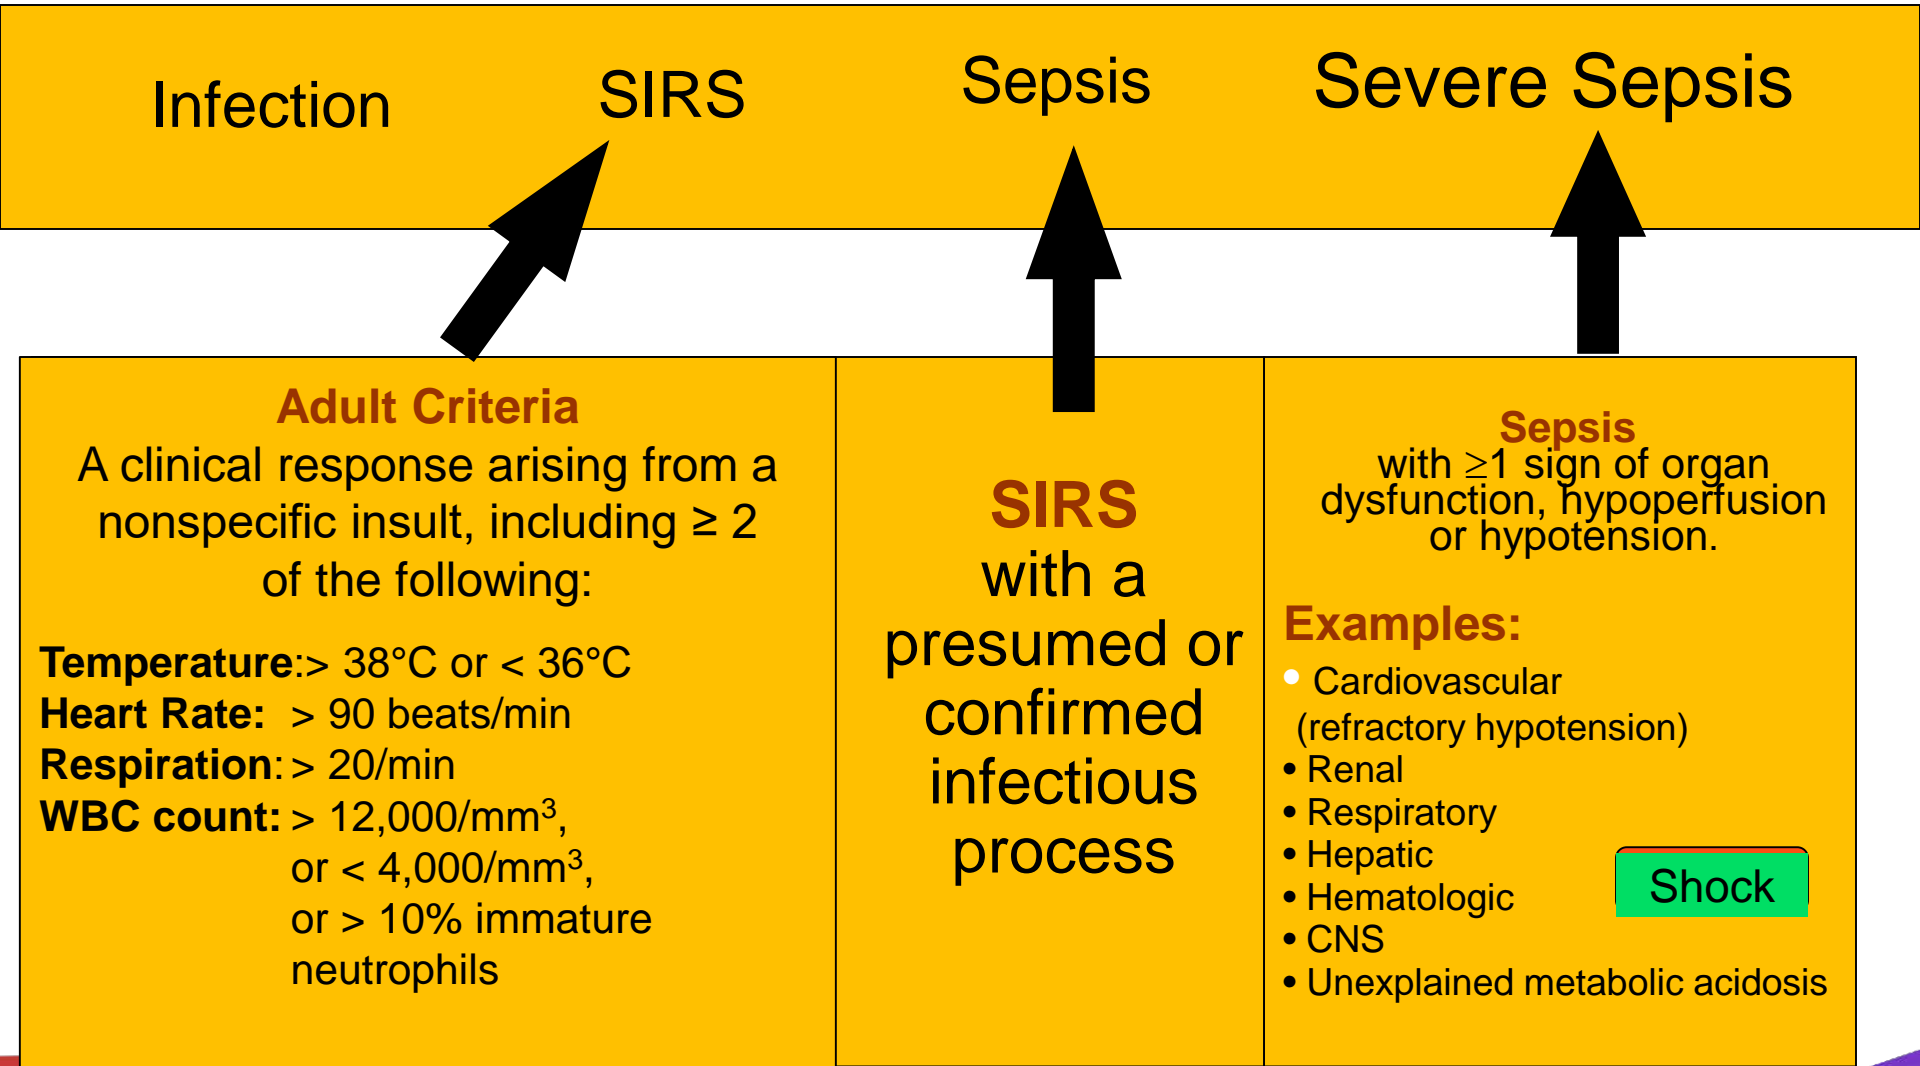 Infection
SIRS
Sepsis
Severe Sepsis
Adult Criteria
A clinical response arising from a
nonspecific insult, including ≥ 2
of the following:
Temperature:> 38°C or < 36°C
Heart Rate: > 90 beats/min
Respiration: > 20/min
WBC count: > 12,000/mm³,
or < 4,000/mm³,
or > 10% immature
neutrophils
SIRS
with a
presumed or
confirmed
infectious
process
Sepsis
with ≥1 sign of organ
dysfunction, hypoperfusion
or hypotension.
Examples:
• Cardiovascular
(refractory hypotension)
• Renal
• Respiratory
• Hepatic
• Hematologic
• CNS
• Unexplained metabolic acidosis
Shock